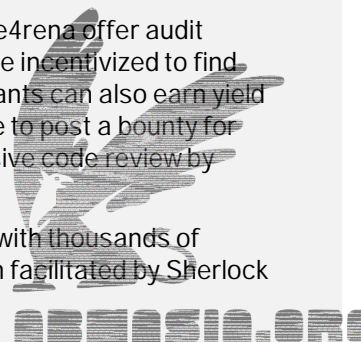 e4rena offer audit
e incentivized to find
ants can also earn yield
e to post a bounty for
sive code review by
with thousands of
n facilitated by Sherlock